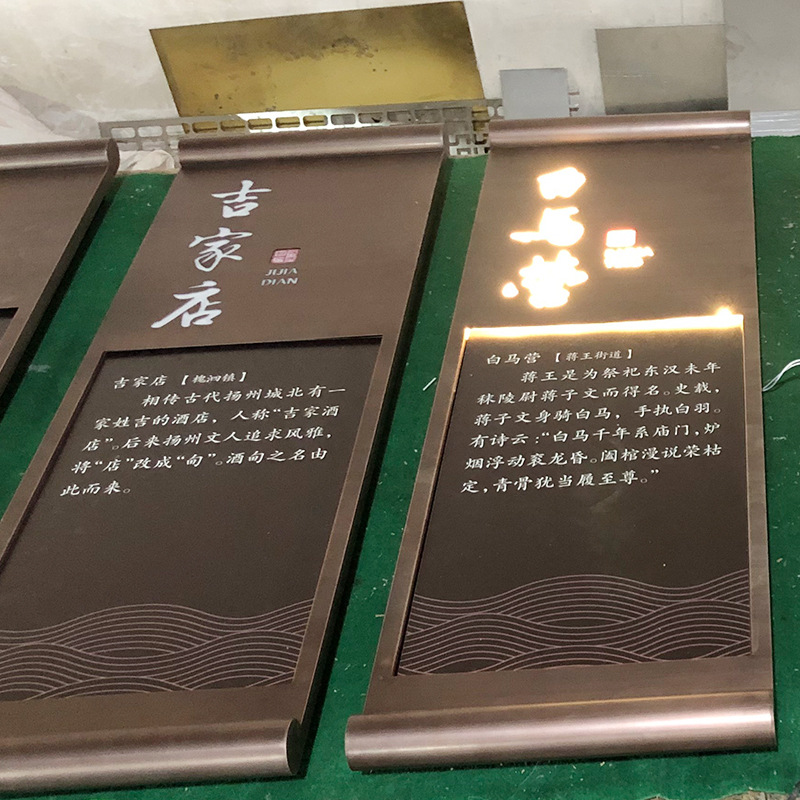 吉家店
JIJIA
DIAN
吉家店 【槐泗镇】
相传古代扬州城北有一
家姓吉的酒店，人称“吉家酒
店”。后来扬州文人追求风雅，
将“店”改成“甸”。酒甸之名由
此而来。
白马营
白马营 【蒋王街道】
蒋王是为祭祀东汉未年
秣陵尉蒋子文而得名。史载，
蒋子文身骑白马，手执白羽。
有诗云：“白马千年系庙门，炉
烟浮动衮龙昏。阖棺漫说荣枯
定，青骨犹当履至尊。”